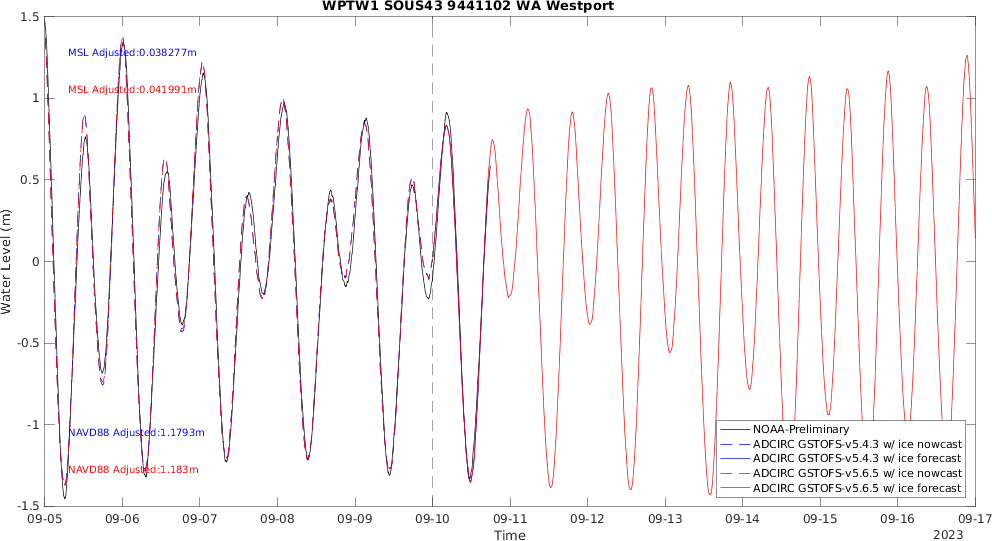 WPTW1 SOUS43 9441102 WA Westport
1.5
1
0.5
0
-0.5
-1
-1.5
Water Level (m)
MSL Adjusted:0.038277m
MSL Adjusted:0.041991m
NAVD88 Adjusted:1.1793m
NAVD88 Adjusted:1.183m
NOAA-Preliminary
ADCIRC GSTOFS-v5.4.3 w/ ice nowcast
ADCIRC GSTOFS-v5.4.3 w/ ice forecast
ADCIRC GSTOFS-v5.6.5 w/ ice nowcast
ADCIRC GSTOFS-v5.6.5 w/ ice forecast
09-05 09-06 09-07 09-08 09-09 09-10 09-11 09-12 09-13 09-14 09-15 09-16 09-17
Time
2023